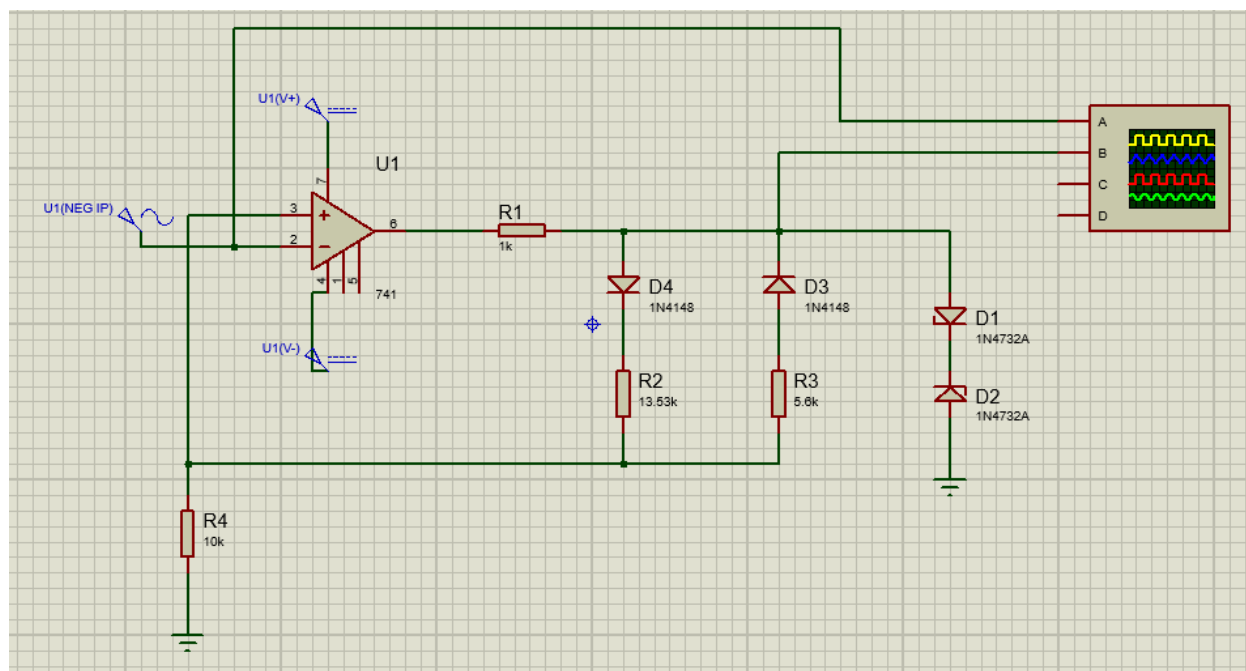 U1(V+)
U1
7
U1(NEG IP)
3
+
2
−
6
4
1
5
741
U1(V-)
R1
1k
D4
1N4148
D3
1N4148
D1
1N4732A
D2
1N4732A
R2
13.53k
R3
5.6k
R4
10k
A
B
C
D